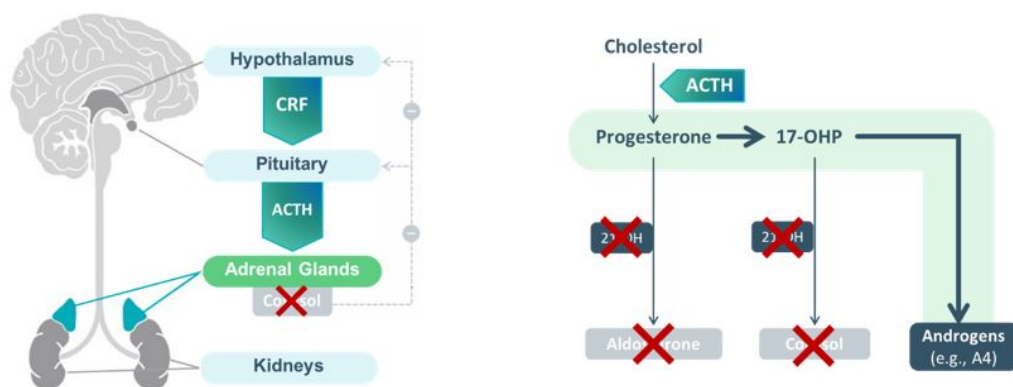 Hypothalamus
CRF
Pituitary
ACTH
Adrenal Glands
Kidneys
Cholesterol
ACTH
Progesterone
17-OHP
Androgens
(e.g., A4)